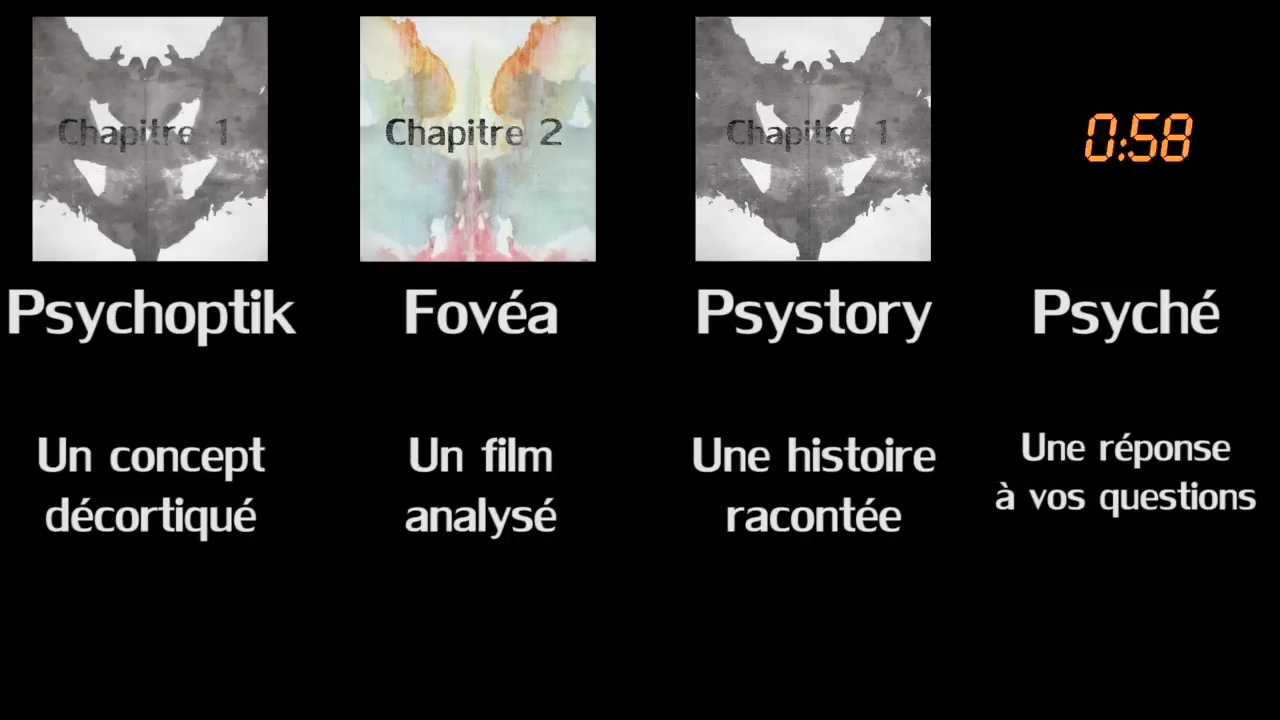 Chapitre 1
Chapitre 2
Chapitre 1
0:58
Psychoptik
Fovéa
Psystory
Psyché
Un concept
décortiqué
Un film
analysé
Une histoire
racontée
Une réponse
à vos questions